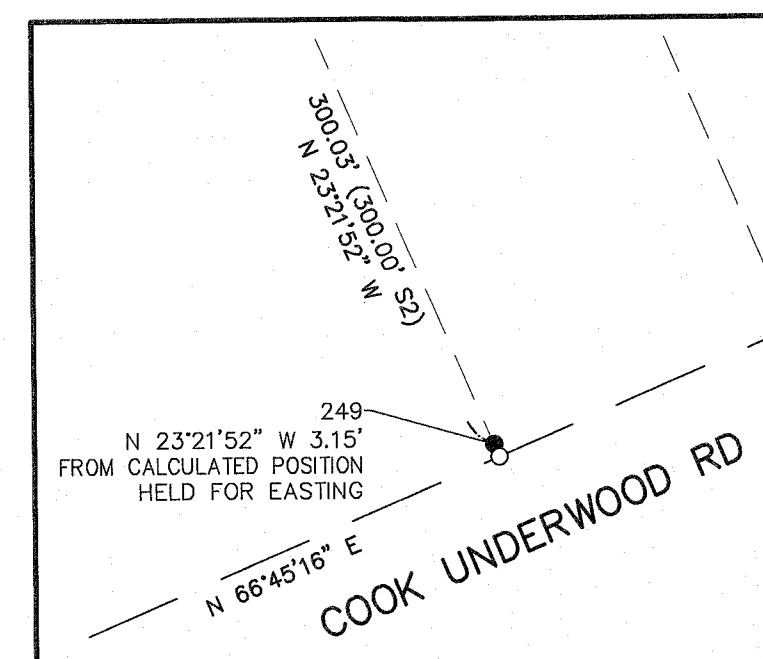 300.03' (300.00' S2)
N 23°21'52" W
249
N 23°21'52" W 3.15'
FROM CALCULATED POSITION
HELD FOR EASTING
N 66°45'16" E
COOK UNDERWOOD RD